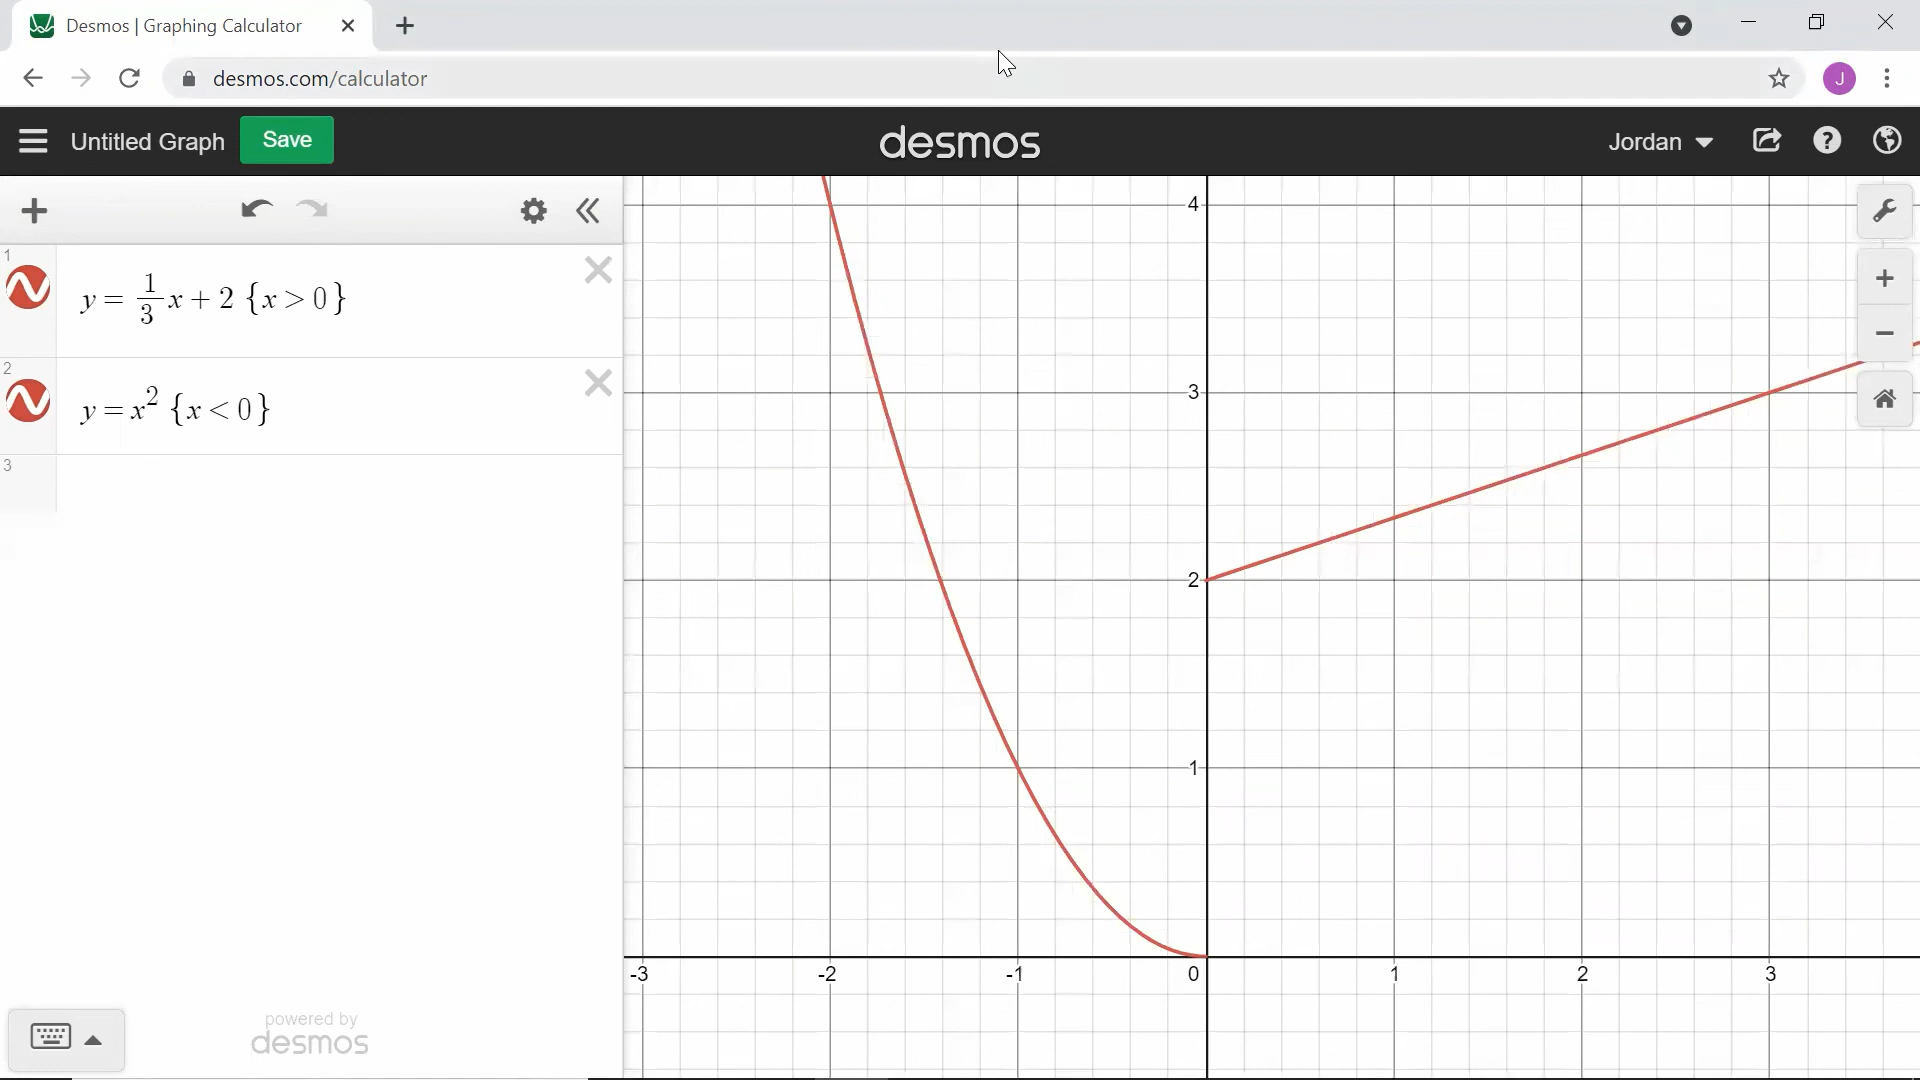 Desmos | Graphing Calculator
desmos.com/calculator
J
Untitled Graph
Save
desmos
Jordan
?
1
y = 1/3 x + 2 {x > 0}
2
y = x² {x < 0}
3
powered by
desmos
4
3
2
1
-3 -2 -1 0 1 2 3